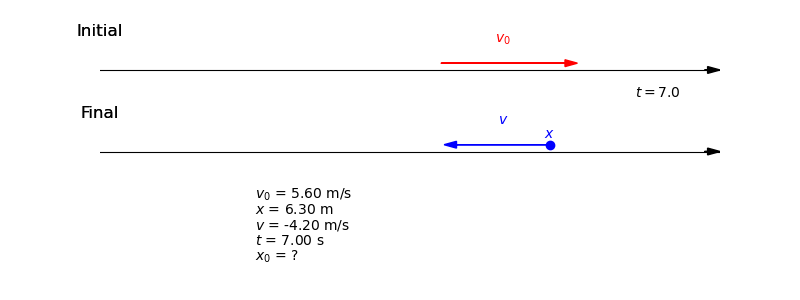 Initial
v₀
t = 7.0
Final
v
x
v₀ = 5.60 m/s
x = 6.30 m
v = -4.20 m/s
t = 7.00 s
x₀ = ?